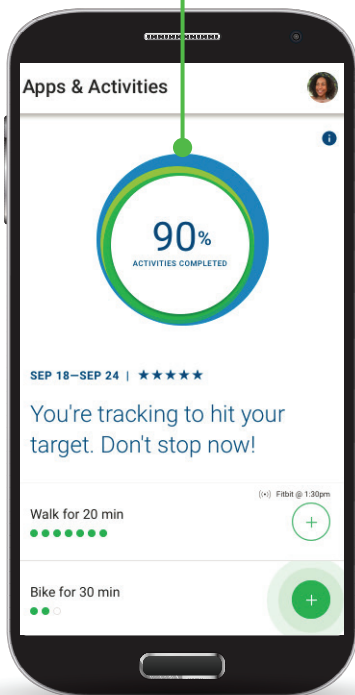 Apps & Activities
i
90%
ACTIVITIES COMPLETED
SEP 18–SEP 24 | ★★★★★
You're tracking to hit your
target. Don't stop now!
Fitbit @ 1:30pm
Walk for 20 min
+
Bike for 30 min
+